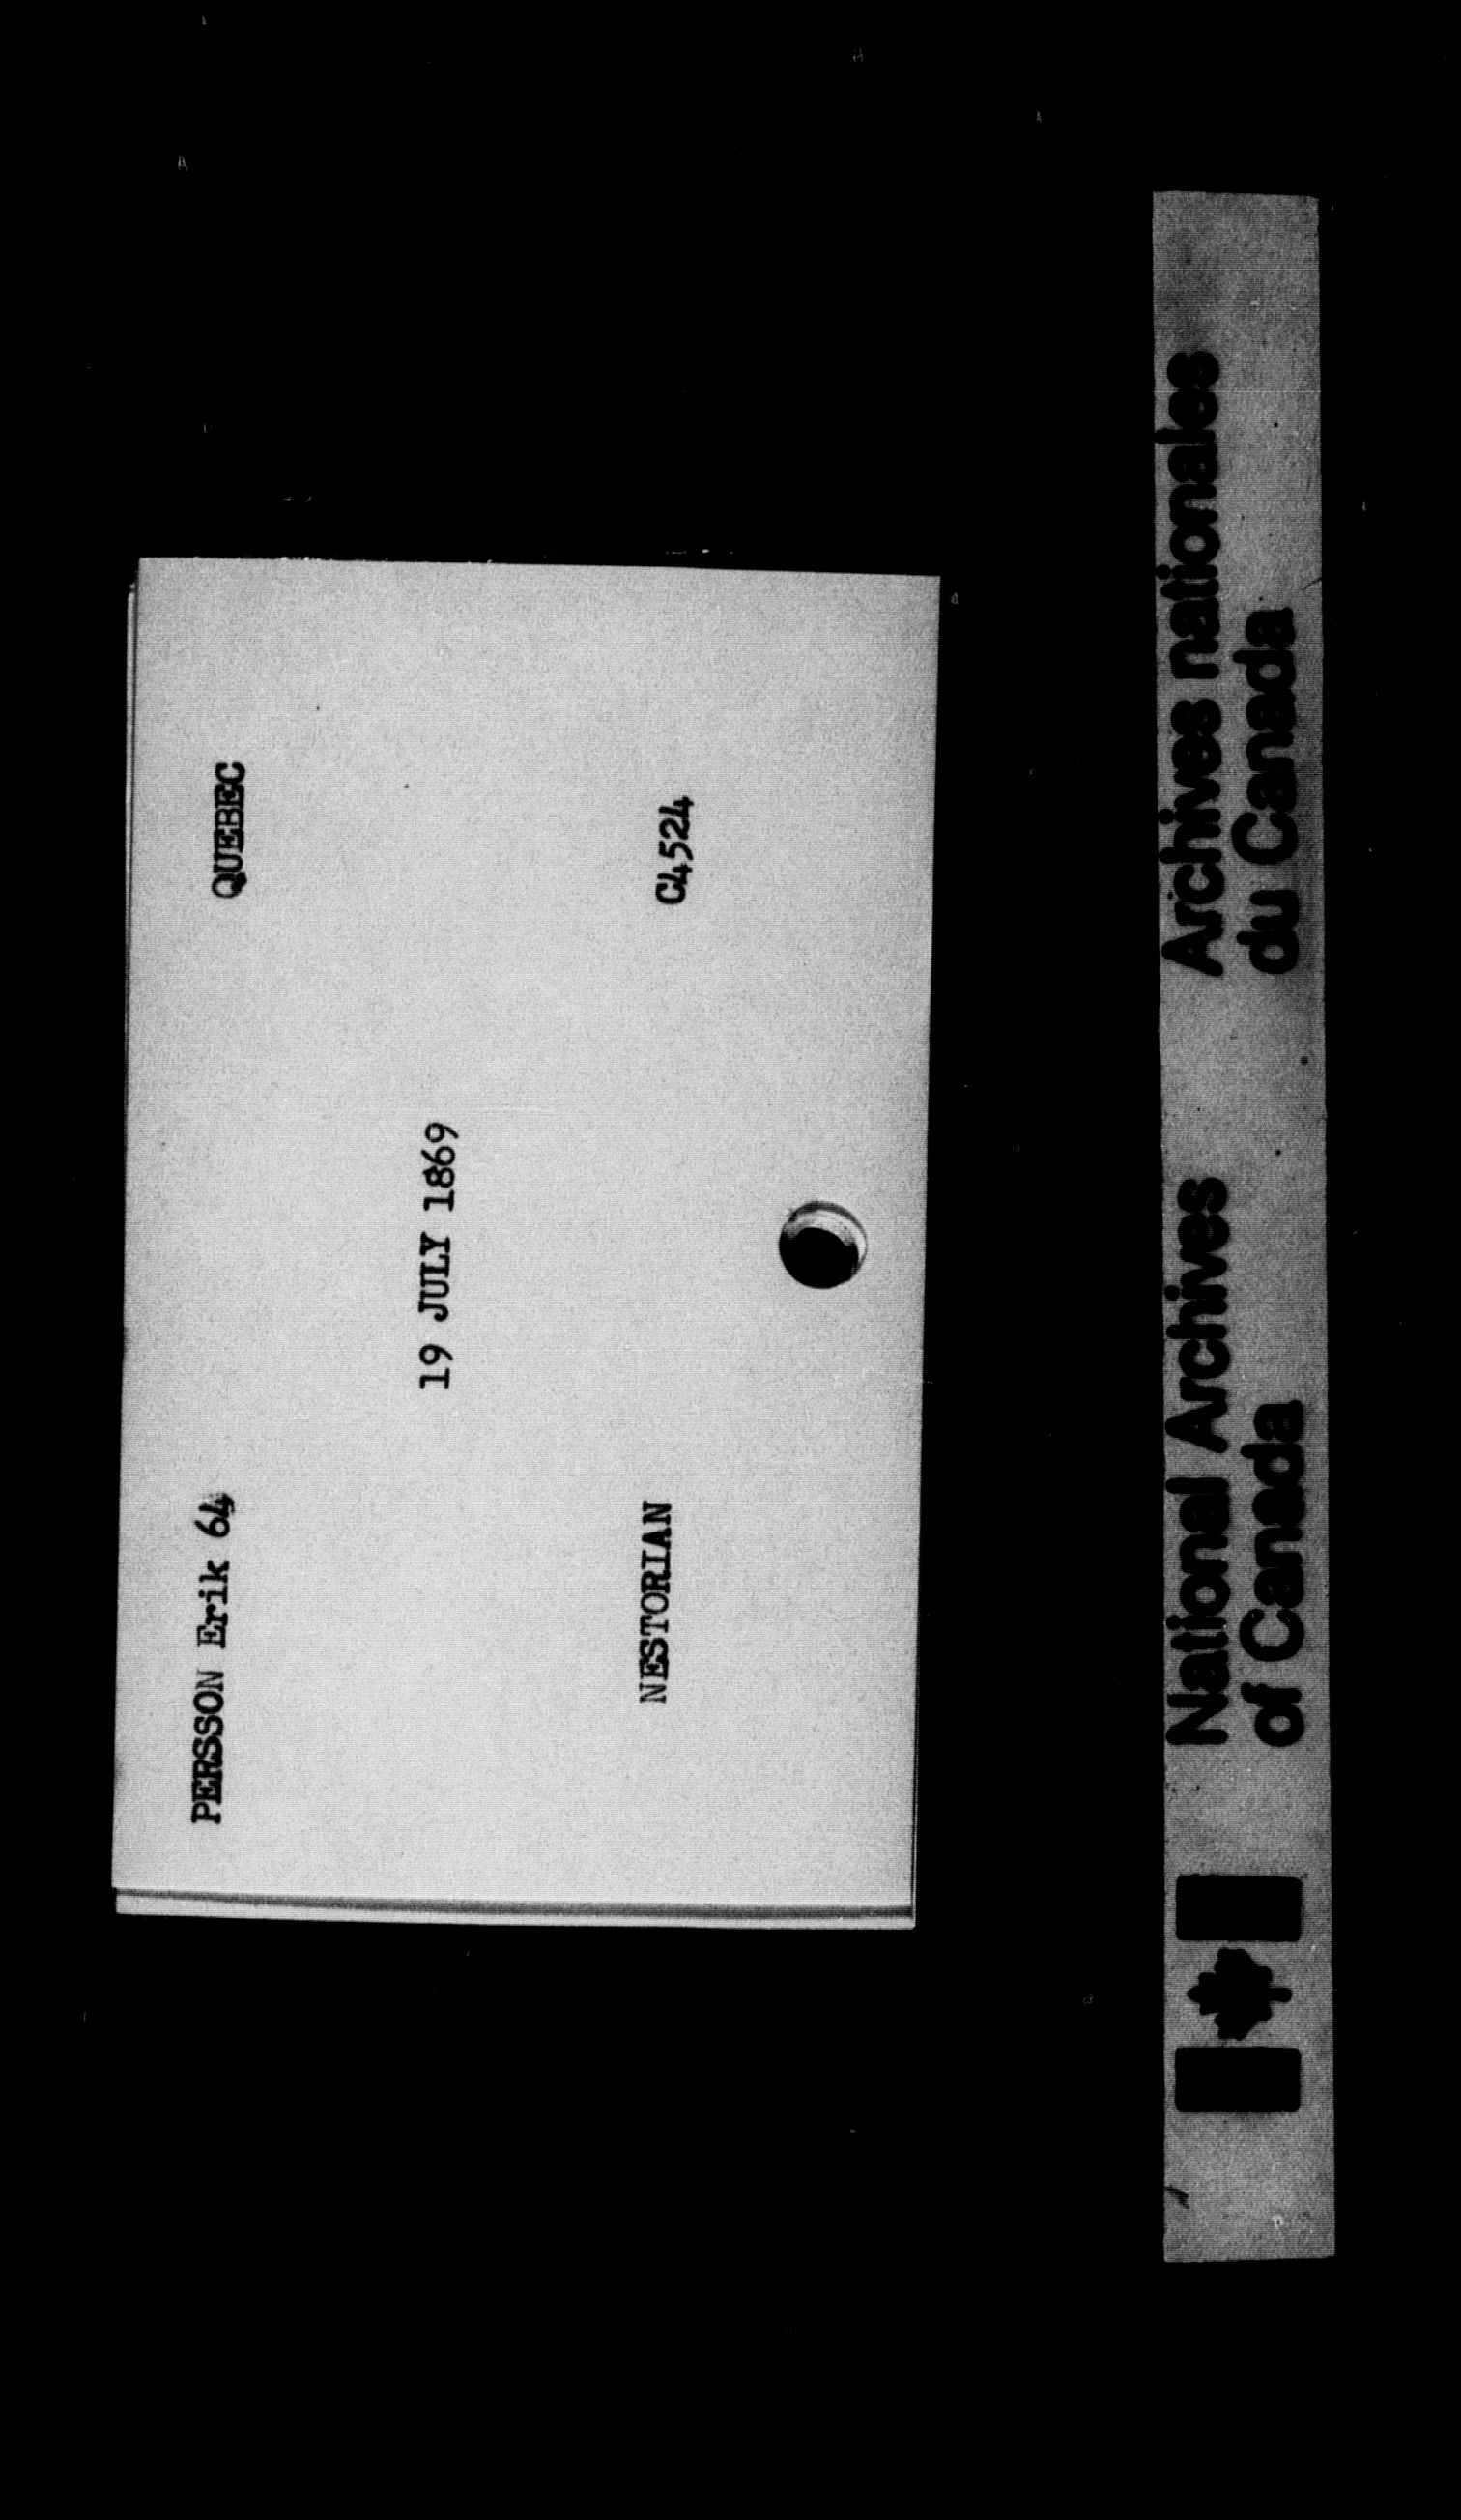 PERSSON Erik 64 QUEBEC
19 JULY 1869
NESTORIAN C4524
National Archives
of Canada
Archives nationales
du Canada